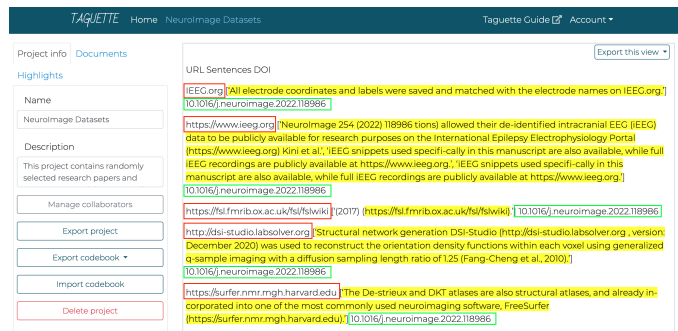 TAGUETTE Home NeuroImage Datasets Taguette Guide Account
Project info Documents
Highlights
Name
NeuroImage Datasets
Description
This project contains randomly
selected research papers and
Manage collaborators
Export project
Export codebook
Import codebook
Delete project
Export this view
URL Sentences DOI
IEEG.org ['All electrode coordinates and labels were saved and matched with the electrode names on IEEG.org.']
10.1016/j.neuroimage.2022.118986
https://www.ieeg.org ['NeuroImage 254 (2022) 118986 tions) allowed their de-identified intracranial EEG (iEEG)
data to be publicly available for research purposes on the International Epilepsy Electrophysiology Portal
(https://www.ieeg.org) Kini et al.', 'iEEG snippets used specifi-cally in this manuscript are also available, while full
iEEG recordings are publicly available at https://www.ieeg.org.', 'iEEG snippets used specifi-cally in this
manuscript are also available, while full iEEG recordings are publicly available at https://www.ieeg.org.']
10.1016/j.neuroimage.2022.118986
https://fsl.fmrib.ox.ac.uk/fsl/fslwiki ['(2017) (https://fsl.fmrib.ox.ac.uk/fsl/fslwiki).'] 10.1016/j.neuroimage.2022.118986
http://dsi-studio.labsolver.org ['Structural network generation DSI-Studio (http://dsi-studio.labsolver.org , version:
December 2020) was used to reconstruct the orientation density functions within each voxel using generalized
q-sample imaging with a diffusion sampling length ratio of 1.25 (Fang-Cheng et al., 2010).']
10.1016/j.neuroimage.2022.118986
https://surfer.nmr.mgh.harvard.edu ['The De-strieux and DKT atlases are also structural atlases, and already in-
corporated into one of the most commonly used neuroimaging software, FreeSurfer
(https://surfer.nmr.mgh.harvard.edu).'] 10.1016/j.neuroimage.2022.118986